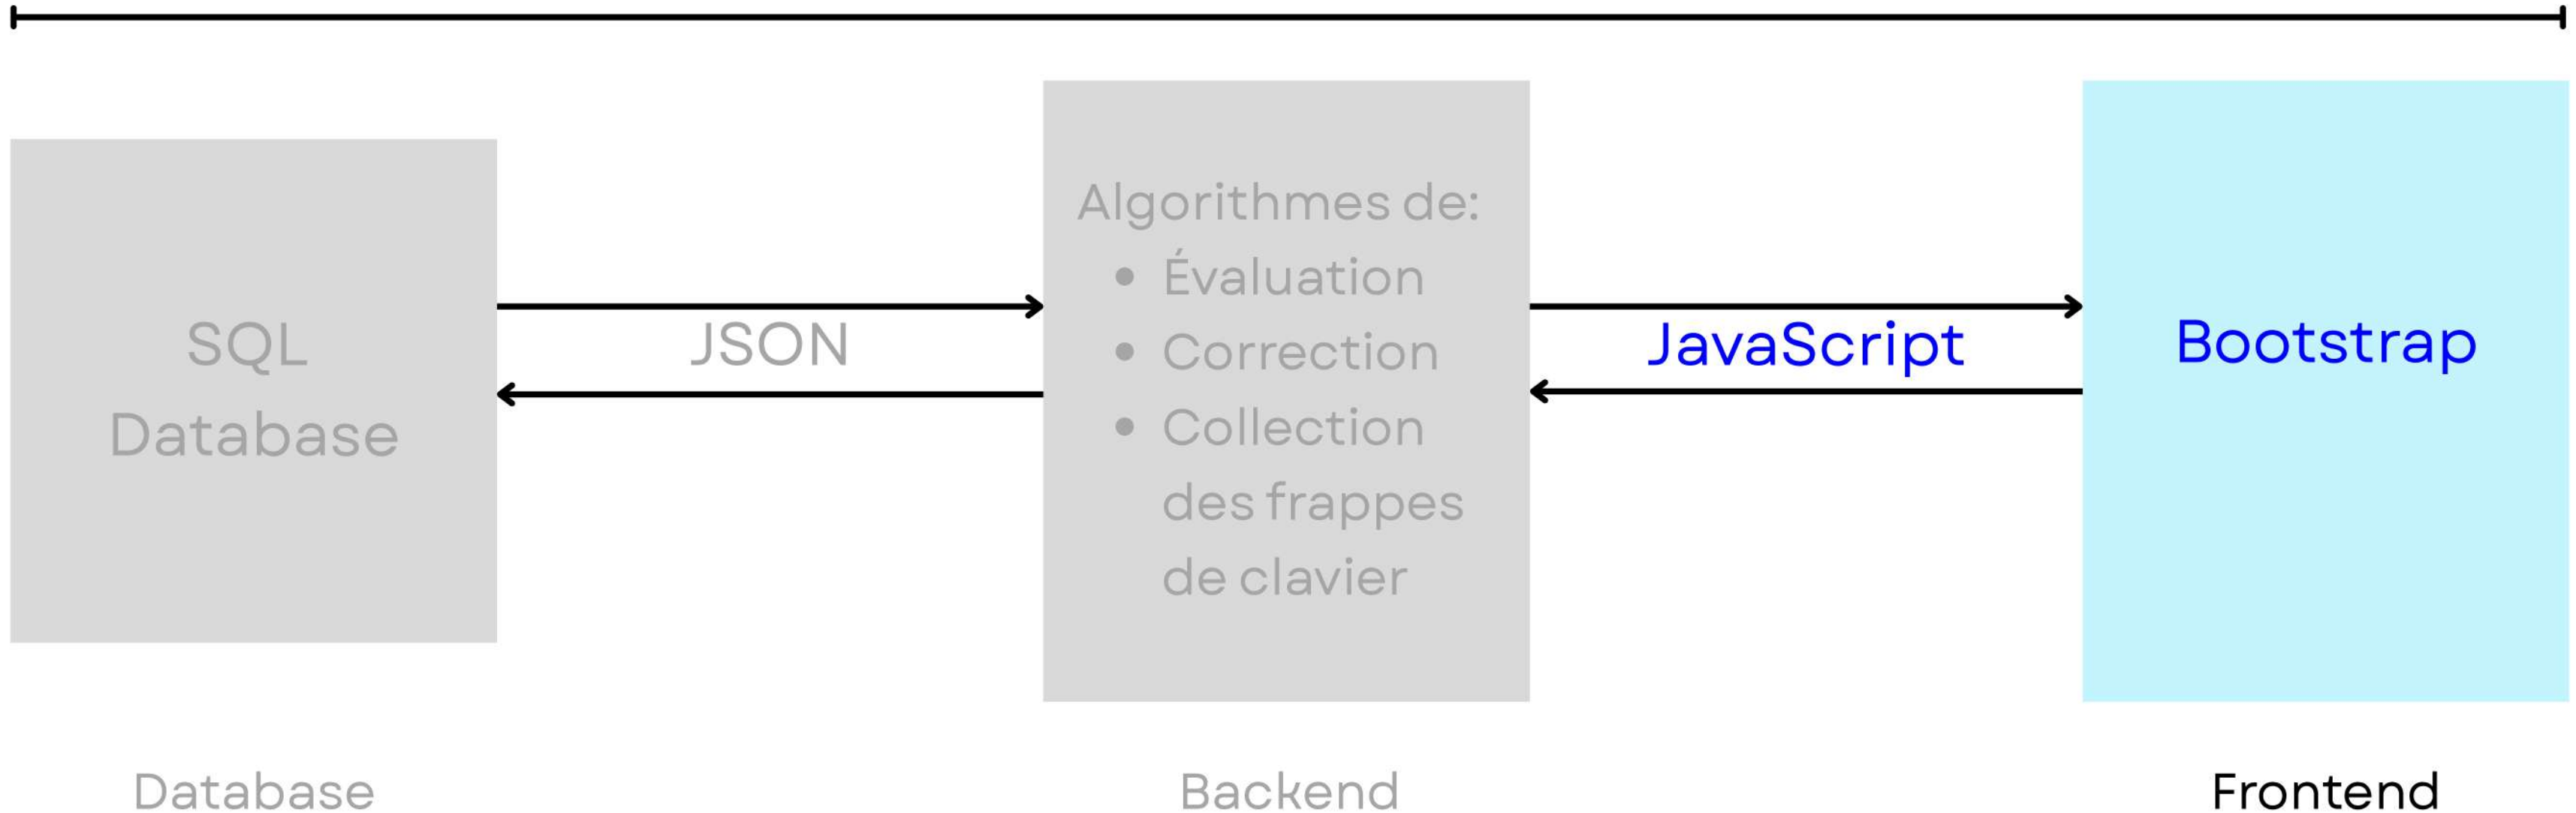 SQL
Database
JSON
Algorithmes de:
• Évaluation
• Correction
• Collection
des frappes
de clavier
JavaScript
Bootstrap
Database
Backend
Frontend